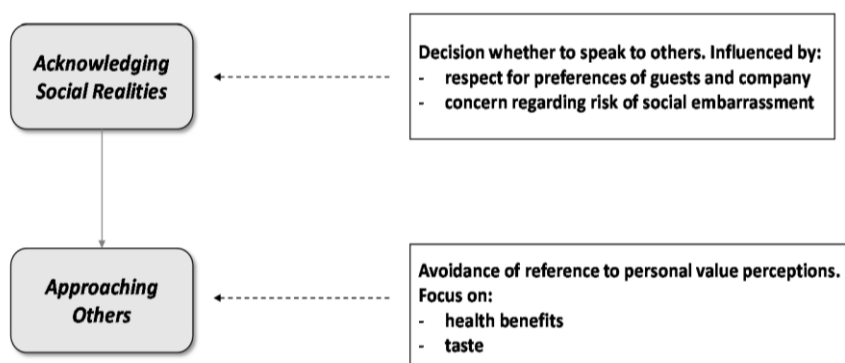 Acknowledging
Social Realities
Decision whether to speak to others. Influenced by:
- respect for preferences of guests and company
- concern regarding risk of social embarrassment
Approaching
Others
Avoidance of reference to personal value perceptions.
Focus on:
- health benefits
- taste